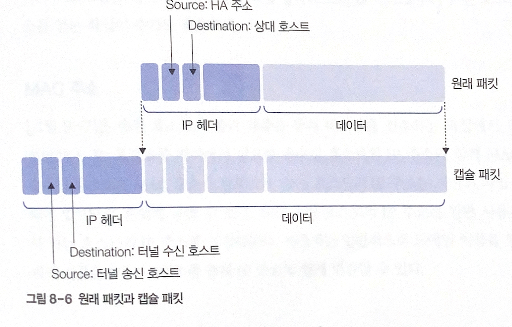 Source: HA 주소
Destination: 상대 호스트
원래 패킷
IP 헤더
데이터
캡슐 패킷
IP 헤더
데이터
Destination: 터널 수신 호스트
Source: 터널 송신 호스트
그림 8-6 원래 패킷과 캡슐 패킷